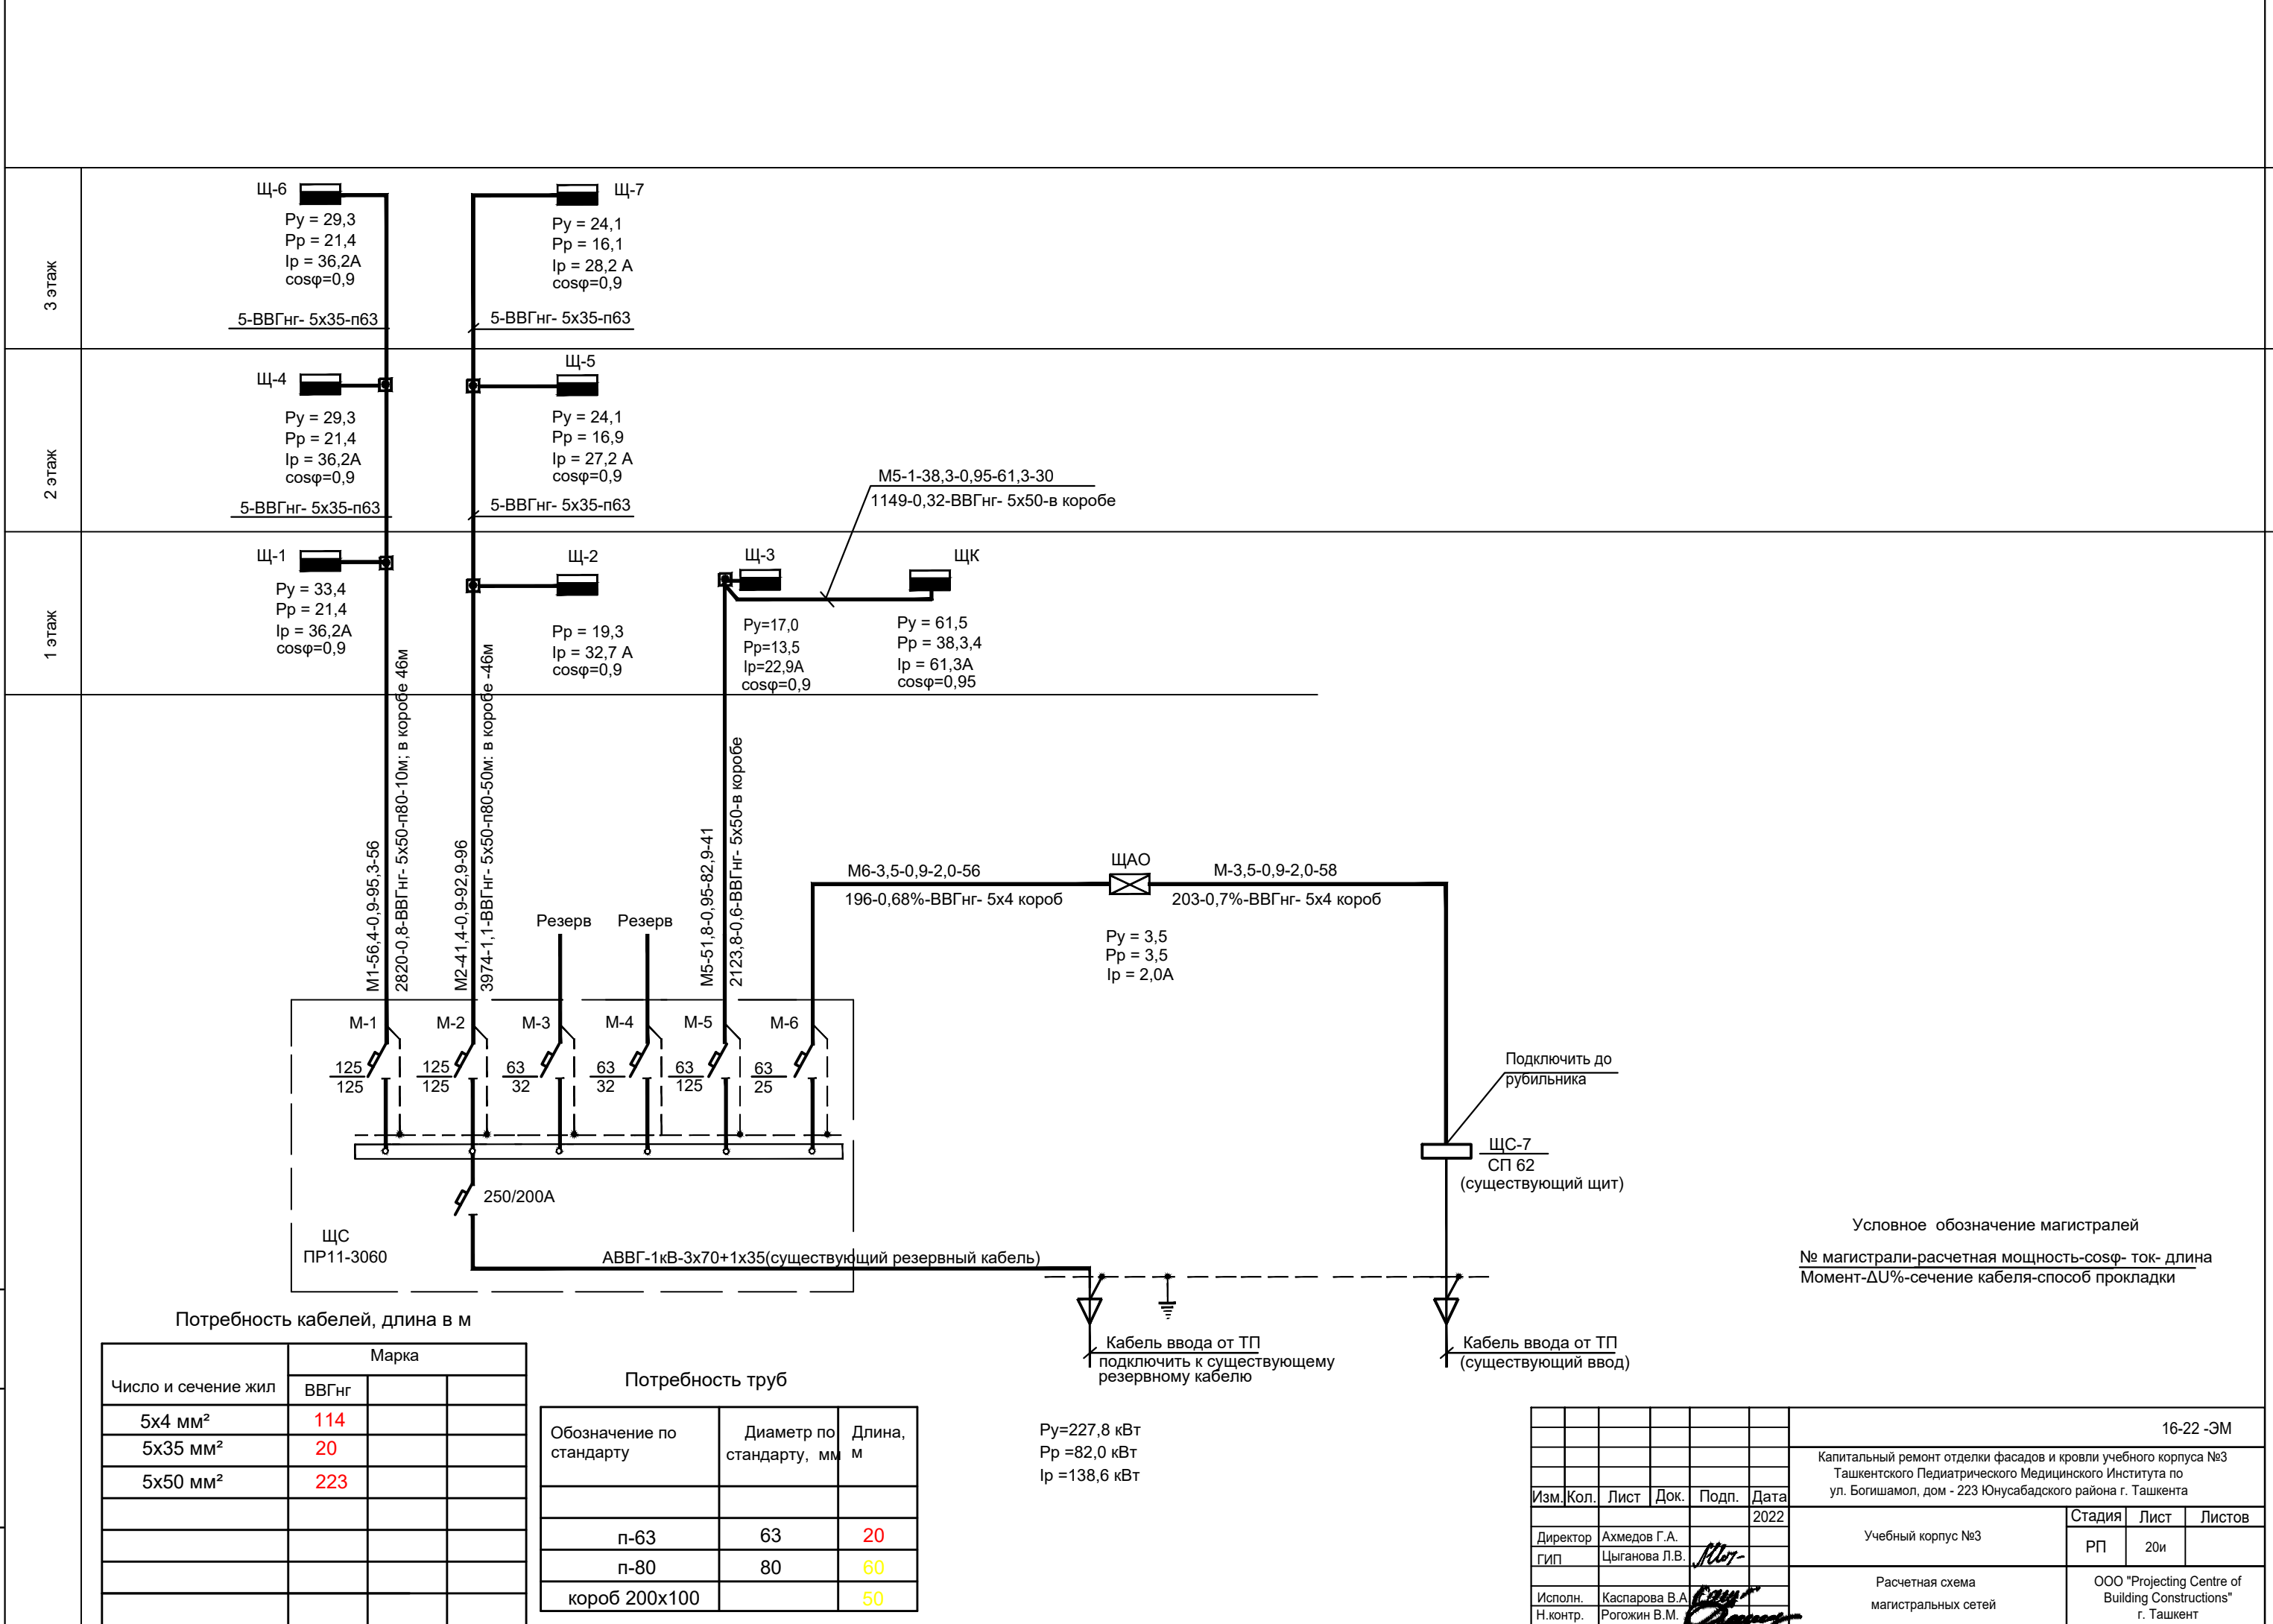 3 этаж
Щ-6
Ру = 29,3
Рр = 21,4
Iр = 36,2А
cosφ=0,9
5-ВВГнг- 5х35-п63
Щ-7
Ру = 24,1
Рр = 16,1
Iр = 28,2 А
cosφ=0,9
5-ВВГнг- 5х35-п63
2 этаж
Щ-4
Ру = 29,3
Рр = 21,4
Iр = 36,2А
cosφ=0,9
5-ВВГнг- 5х35-п63
Щ-5
Ру = 24,1
Рр = 16,9
Iр = 27,2 А
cosφ=0,9
5-ВВГнг- 5х35-п63
М5-1-38,3-0,95-61,3-30
1149-0,32-ВВГнг- 5х50-в коробе
1 этаж
Щ-1
Ру = 33,4
Рр = 21,4
Iр = 36,2А
cosφ=0,9
Щ-2
Рр = 19,3
Iр = 32,7 А
cosφ=0,9
Щ-3
Ру=17,0
Рр=13,5
Iр=22,9А
cosφ=0,9
ЩК
Ру = 61,5
Рр = 38,3,4
Iр = 61,3А
cosφ=0,95
М1-56,4-0,9-95,3-56
2820-0,8-ВВГнг- 5х50-п80-10м; в коробе 46м
М2-41,4-0,9-92,9-96
3974-1,1-ВВГнг- 5х50-п80-50м: в коробе -46м
Резерв
Резерв
М5-51,8-0,95-82,9-41
2123,8-0,6-ВВГнг- 5х50-в коробе
М6-3,5-0,9-2,0-56
196-0,68%-ВВГнг- 5х4 короб
ЩАО
М-3,5-0,9-2,0-58
203-0,7%-ВВГнг- 5х4 короб
Ру = 3,5
Рр = 3,5
Iр = 2,0А
М-1
М-2
М-3
М-4
М-5
М-6
125
125
125
125
63
32
63
32
63
125
63
25
250/200А
ЩС
ПР11-3060
АВВГ-1кВ-3х70+1х35(существующий резервный кабель)
Подключить до
рубильника
ЩС-7
СП 62
(существующий щит)
Кабель ввода от ТП
подключить к существующему
резервному кабелю
Кабель ввода от ТП
(существующий ввод)
Условное обозначение магистралей
№ магистрали-расчетная мощность-cosφ- ток- длина
Момент-ΔU%-сечение кабеля-способ прокладки
Потребность кабелей, длина в м
Число и сечение жил
Марка
ВВГнг
5х4 мм² 114
5х35 мм² 20
5х50 мм² 223
Потребность труб
Обозначение по
стандарту
Диаметр по
стандарту, мм
Длина,
м
п-63 63 20
п-80 80 60
короб 200х100 50
Ру=227,8 кВт
Рр =82,0 кВт
Iр =138,6 кВт
16-22 -ЭМ
Капитальный ремонт отделки фасадов и кровли учебного корпуса №3
Ташкентского Педиатрического Медицинского Института по
ул. Богишамол, дом - 223 Юнусабадского района г. Ташкента
Изм. Кол. Лист Док. Подп. Дата
2022
Директор Ахмедов Г.А.
ГИП Цыганова Л.В.
Исполн. Каспарова В.А
Н.контр. Рогожин В.М.
Учебный корпус №3
Стадия Лист Листов
РП 20и
Расчетная схема
магистральных сетей
ООО "Projecting Centre of
Building Constructions"
г. Ташкент